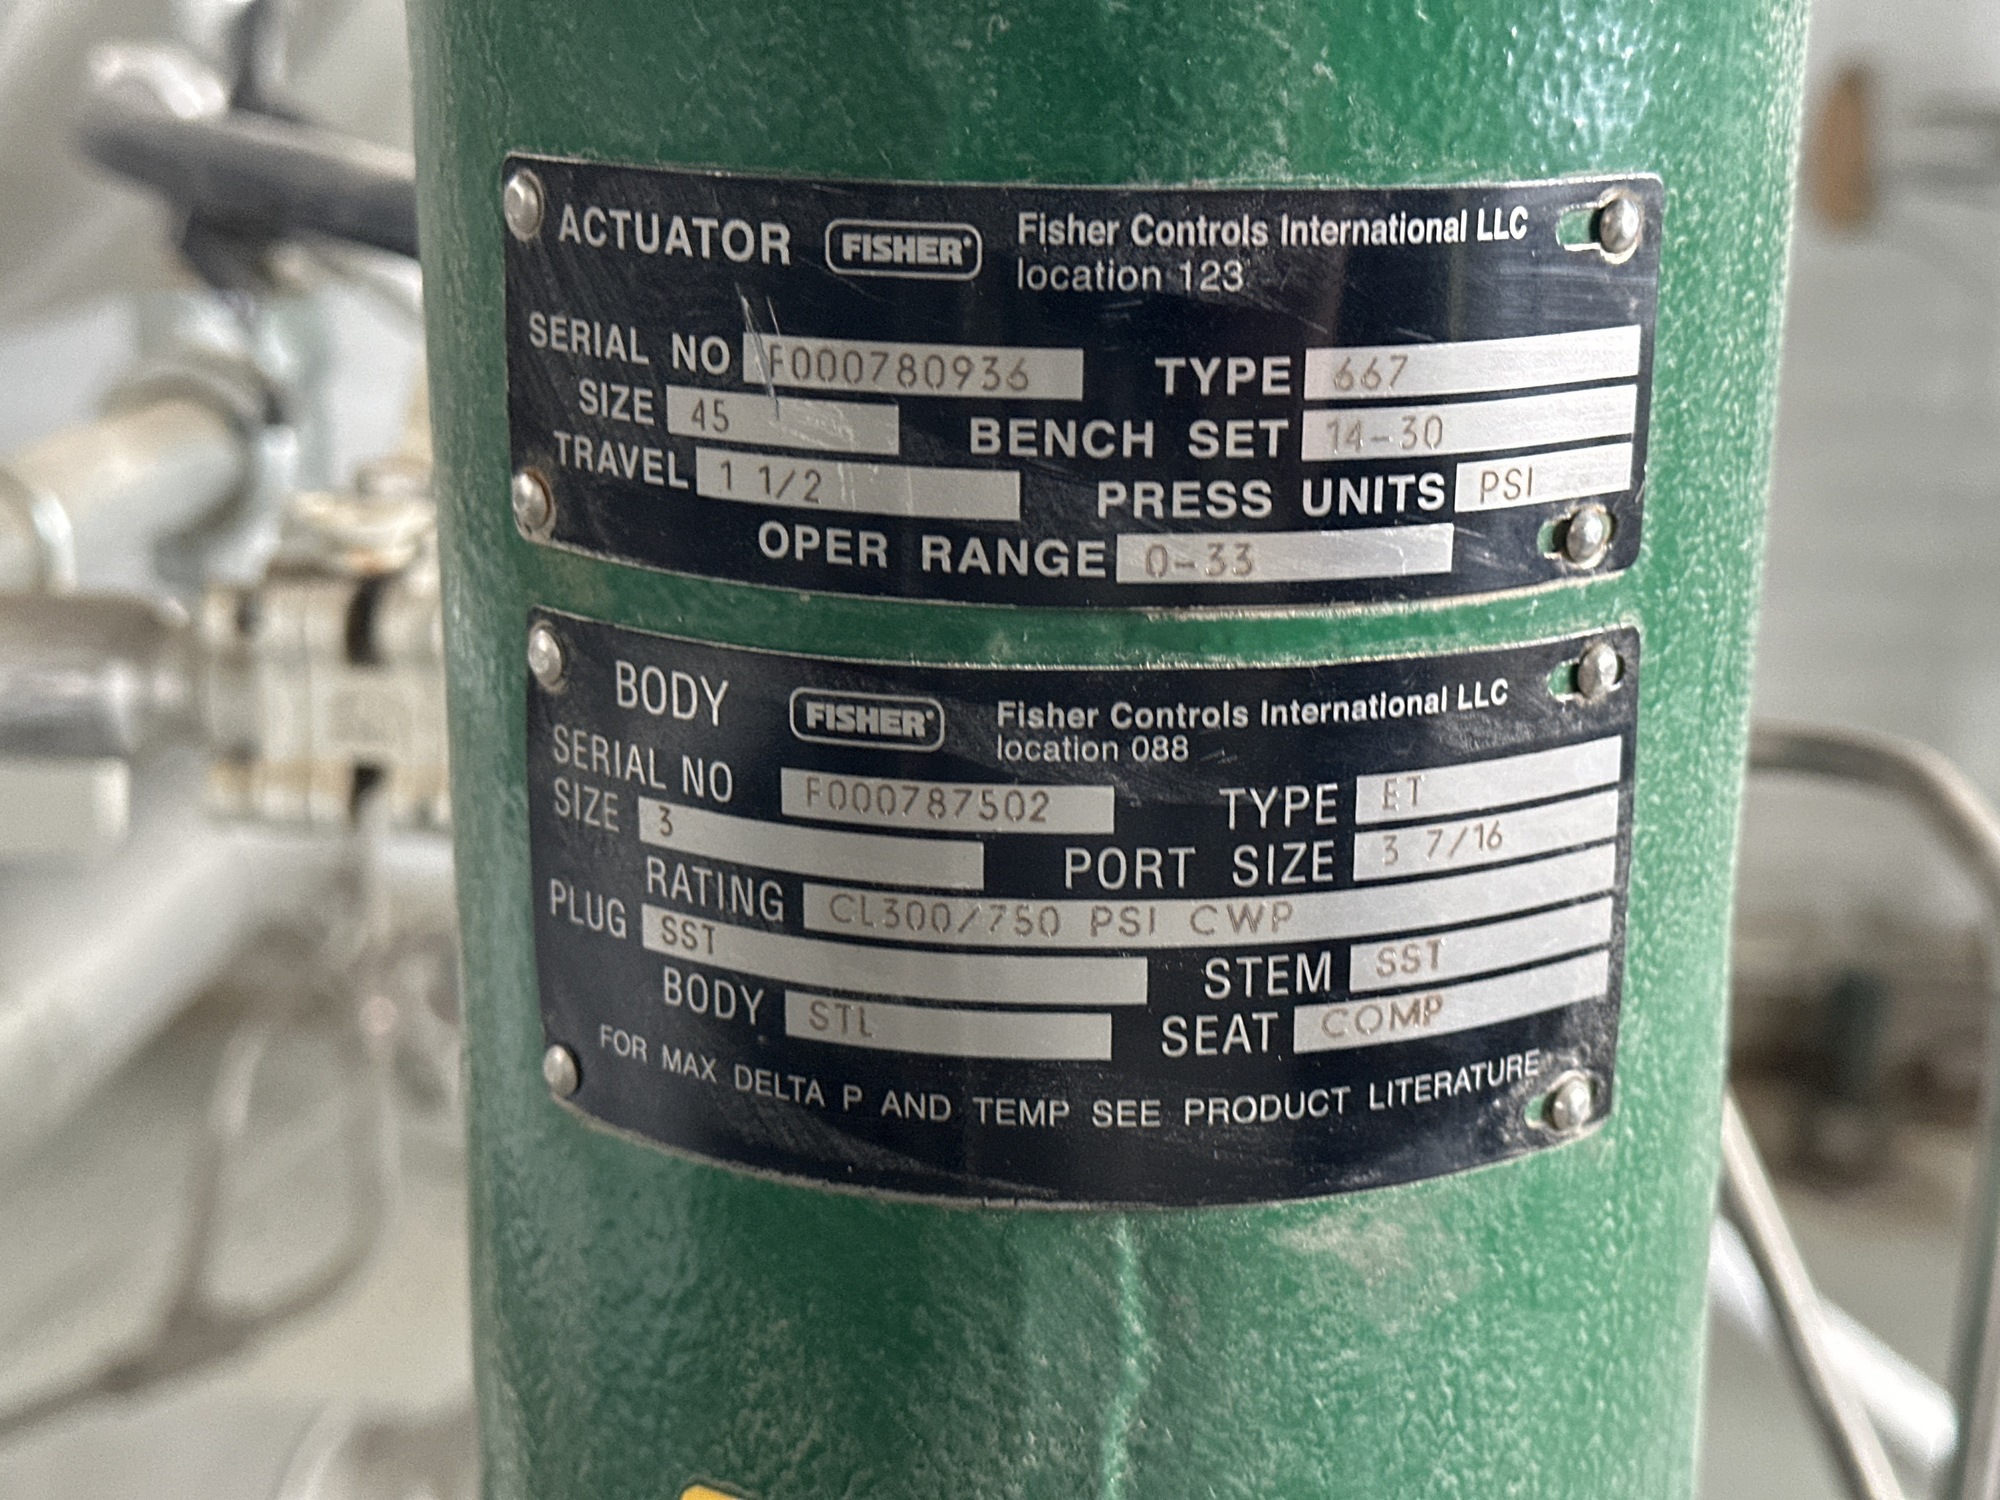 ACTUATOR FISHER® Fisher Controls International LLC
location 123
SERIAL NO F000780936 TYPE 667
SIZE 45 BENCH SET 14-30
TRAVEL 1 1/2 PRESS UNITS PSI
OPER RANGE 0-33
BODY FISHER® Fisher Controls International LLC
location 088
SERIAL NO F000787502 TYPE ET
SIZE 3 PORT SIZE 3 7/16
RATING CL300/750 PSI CWP
PLUG SST STEM SST
BODY STL SEAT COMP
FOR MAX DELTA P AND TEMP SEE PRODUCT LITERATURE